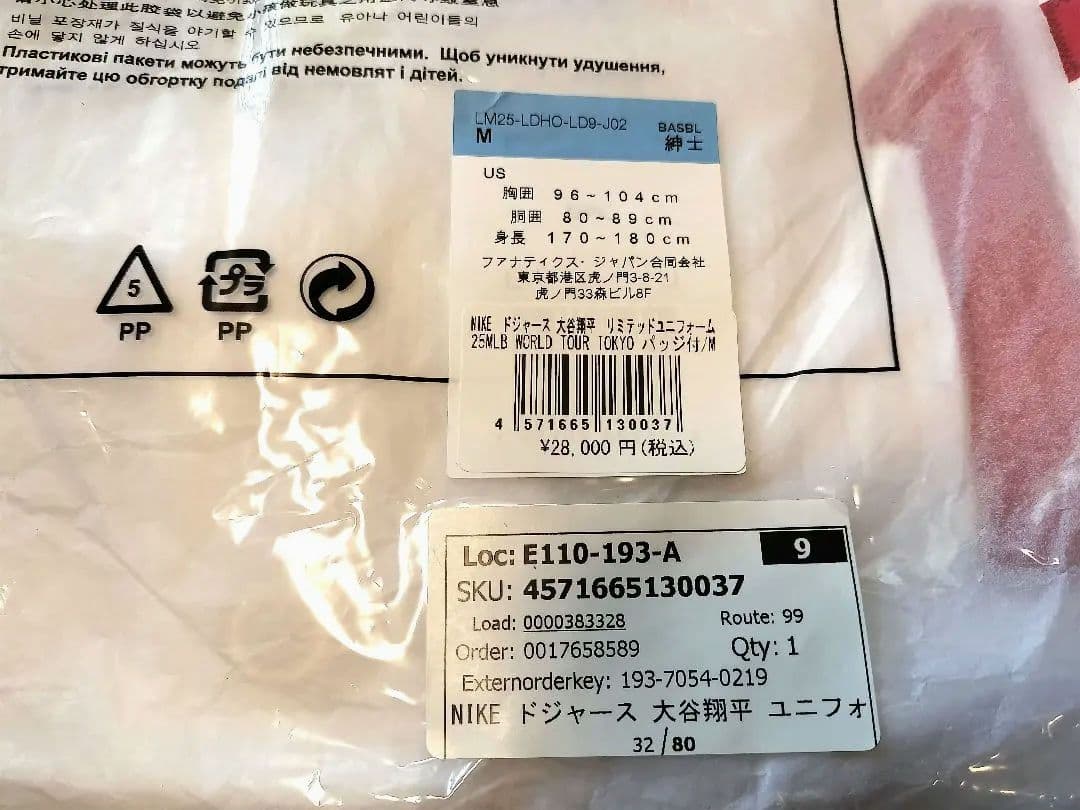 비닐 포장재가 질식을 야기할 수 있으므로 유아나 어린이들의
손에 닿지 않게 하십시오
Пластикові пакети можуть бути небезпечними. Щоб уникнути удушення,
тримайте цю обгортку подалі від немовлят і дітей.
5
PP
プラ
PP
LM25-LDHO-LD9-J02
M
BASBL
紳士
US
胸囲 96~104cm
胴囲 80~89cm
身長 170~180cm
ファナティクス・ジャパン合同会社
東京都港区虎ノ門3-8-21
虎ノ門33森ビル8F
NIKE ドジャース 大谷翔平 リミテッドユニフォーム
25MLB WORLD TOUR TOKYO パッジ付/M
4 571665 130037
¥28,000 円(税込)
Loc: E110-193-A
9
SKU: 4571665130037
Load: 0000383328
Route: 99
Order: 0017658589
Qty: 1
Externorderkey: 193-7054-0219
NIKE ドジャース 大谷翔平 ユニフォ
32 / 80